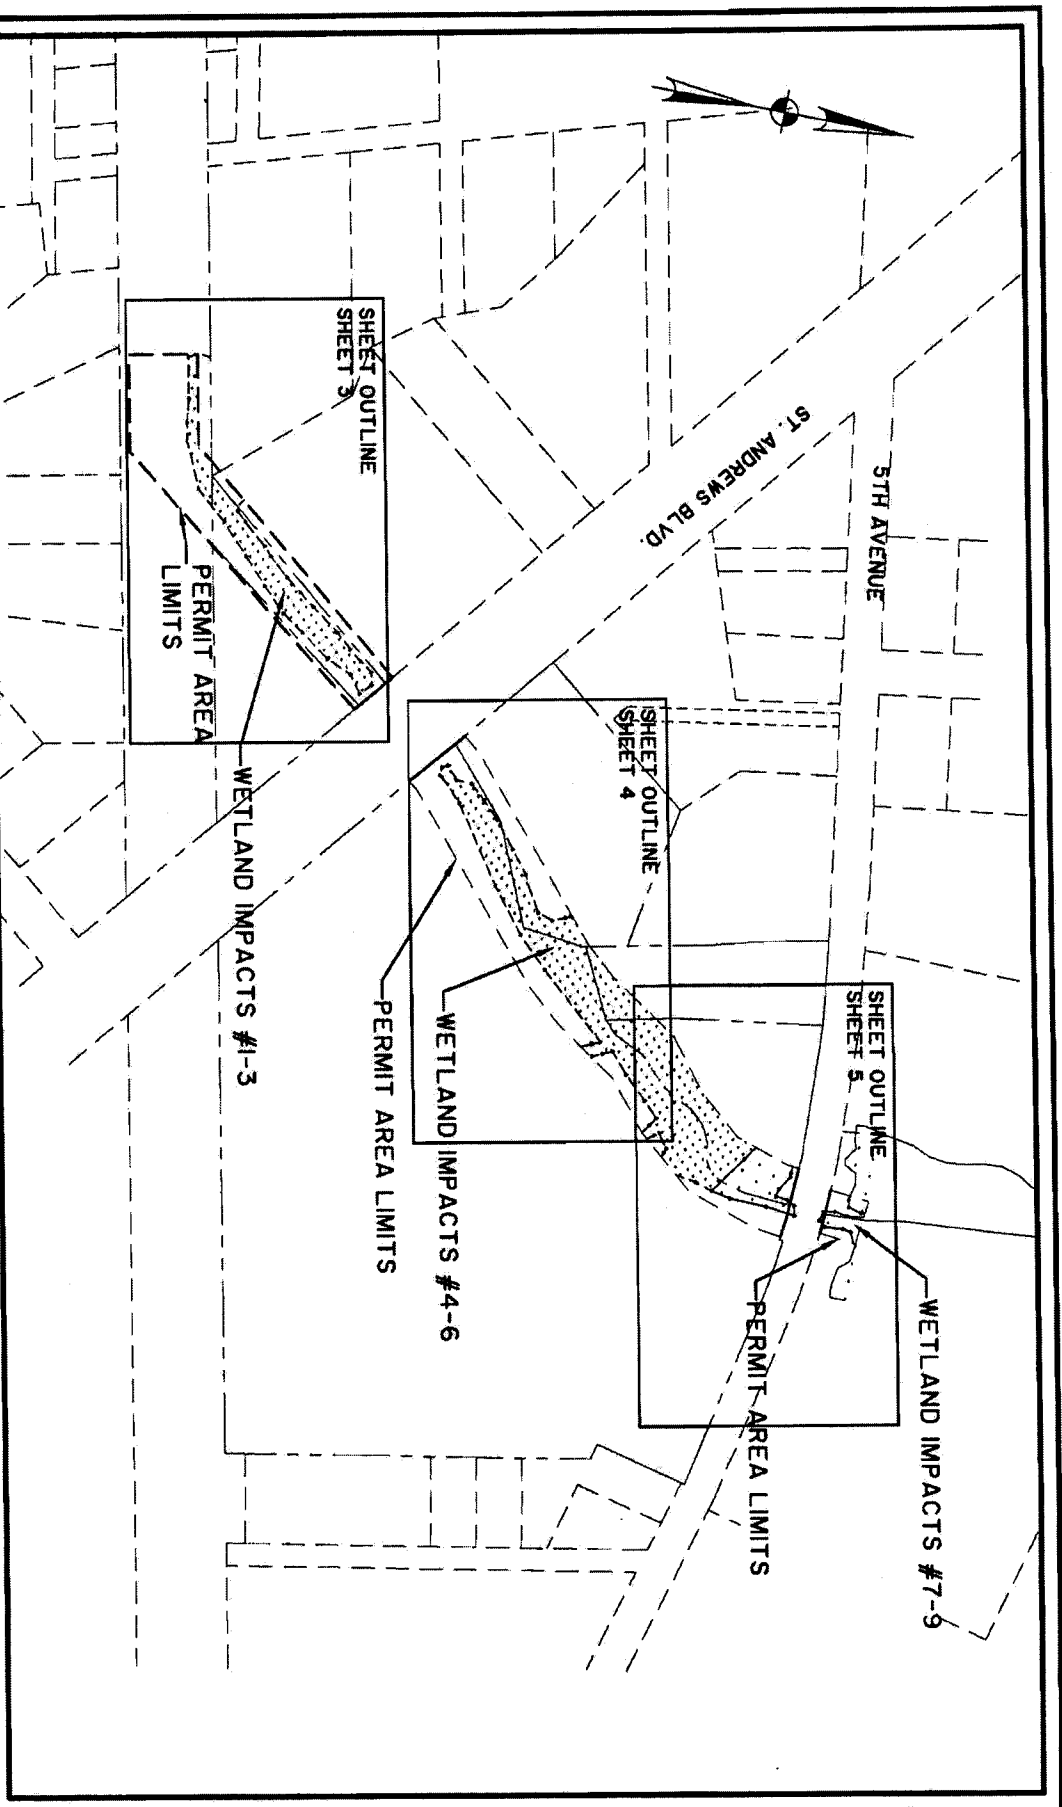 SHEET OUTLINE
SHEET 3
PERMIT AREA
LIMITS
WETLAND IMPACTS #1-3
ST. ANDREWS BLVD.
5TH AVENUE
SHEET OUTLINE
SHEET 4
WETLAND IMPACTS #4-6
PERMIT AREA LIMITS
SHEET OUTLINE
SHEET 5
WETLAND IMPACTS #7-9
PERMIT AREA LIMITS